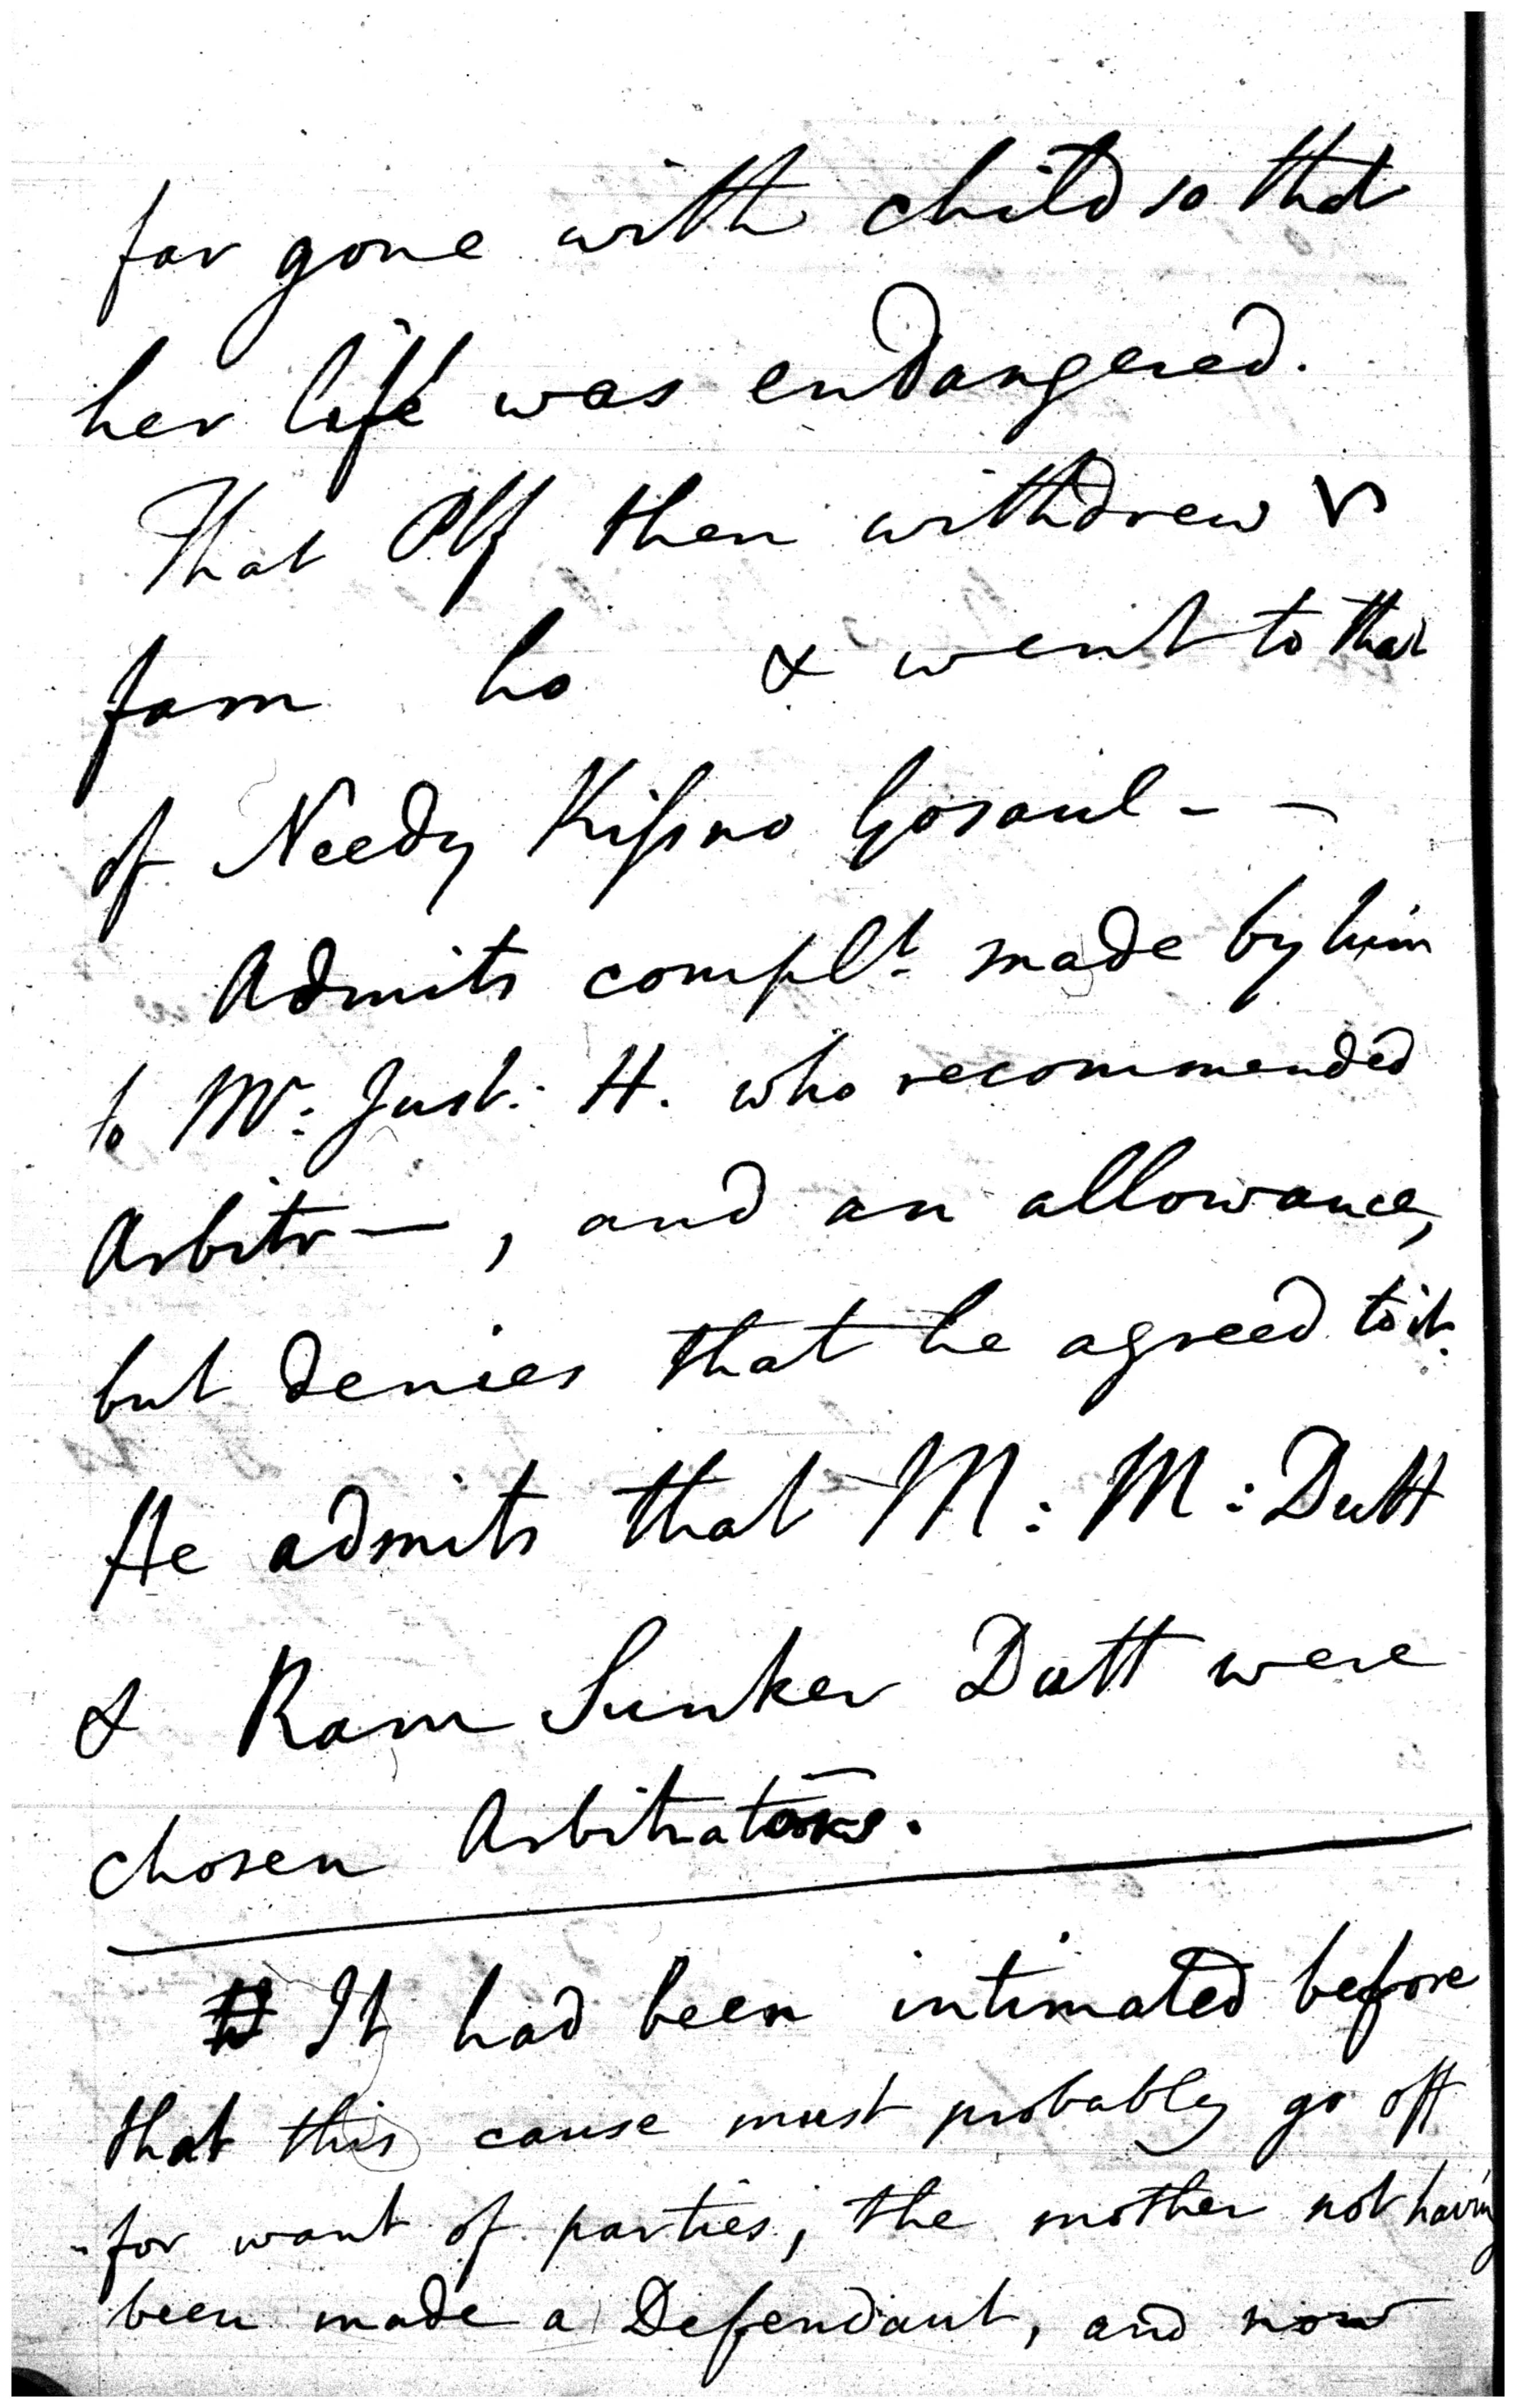 far gone with child so that
her life was endangered.
That Plf then withdrew
fam ho & went to that
of Needy Kissno Gosaul - -
Admits complt. made by him
to Mr: Just: H. who recommended
Arbitr—, and an allowance,
but denies that he agreed to it.
He admits that M: M: Dutt
& Ram Sunker Dutt were
chosen Arbitrators.
It had been intimated before
that this cause must probably go off
for want of parties, the mother not having
been made a Defendant, and now